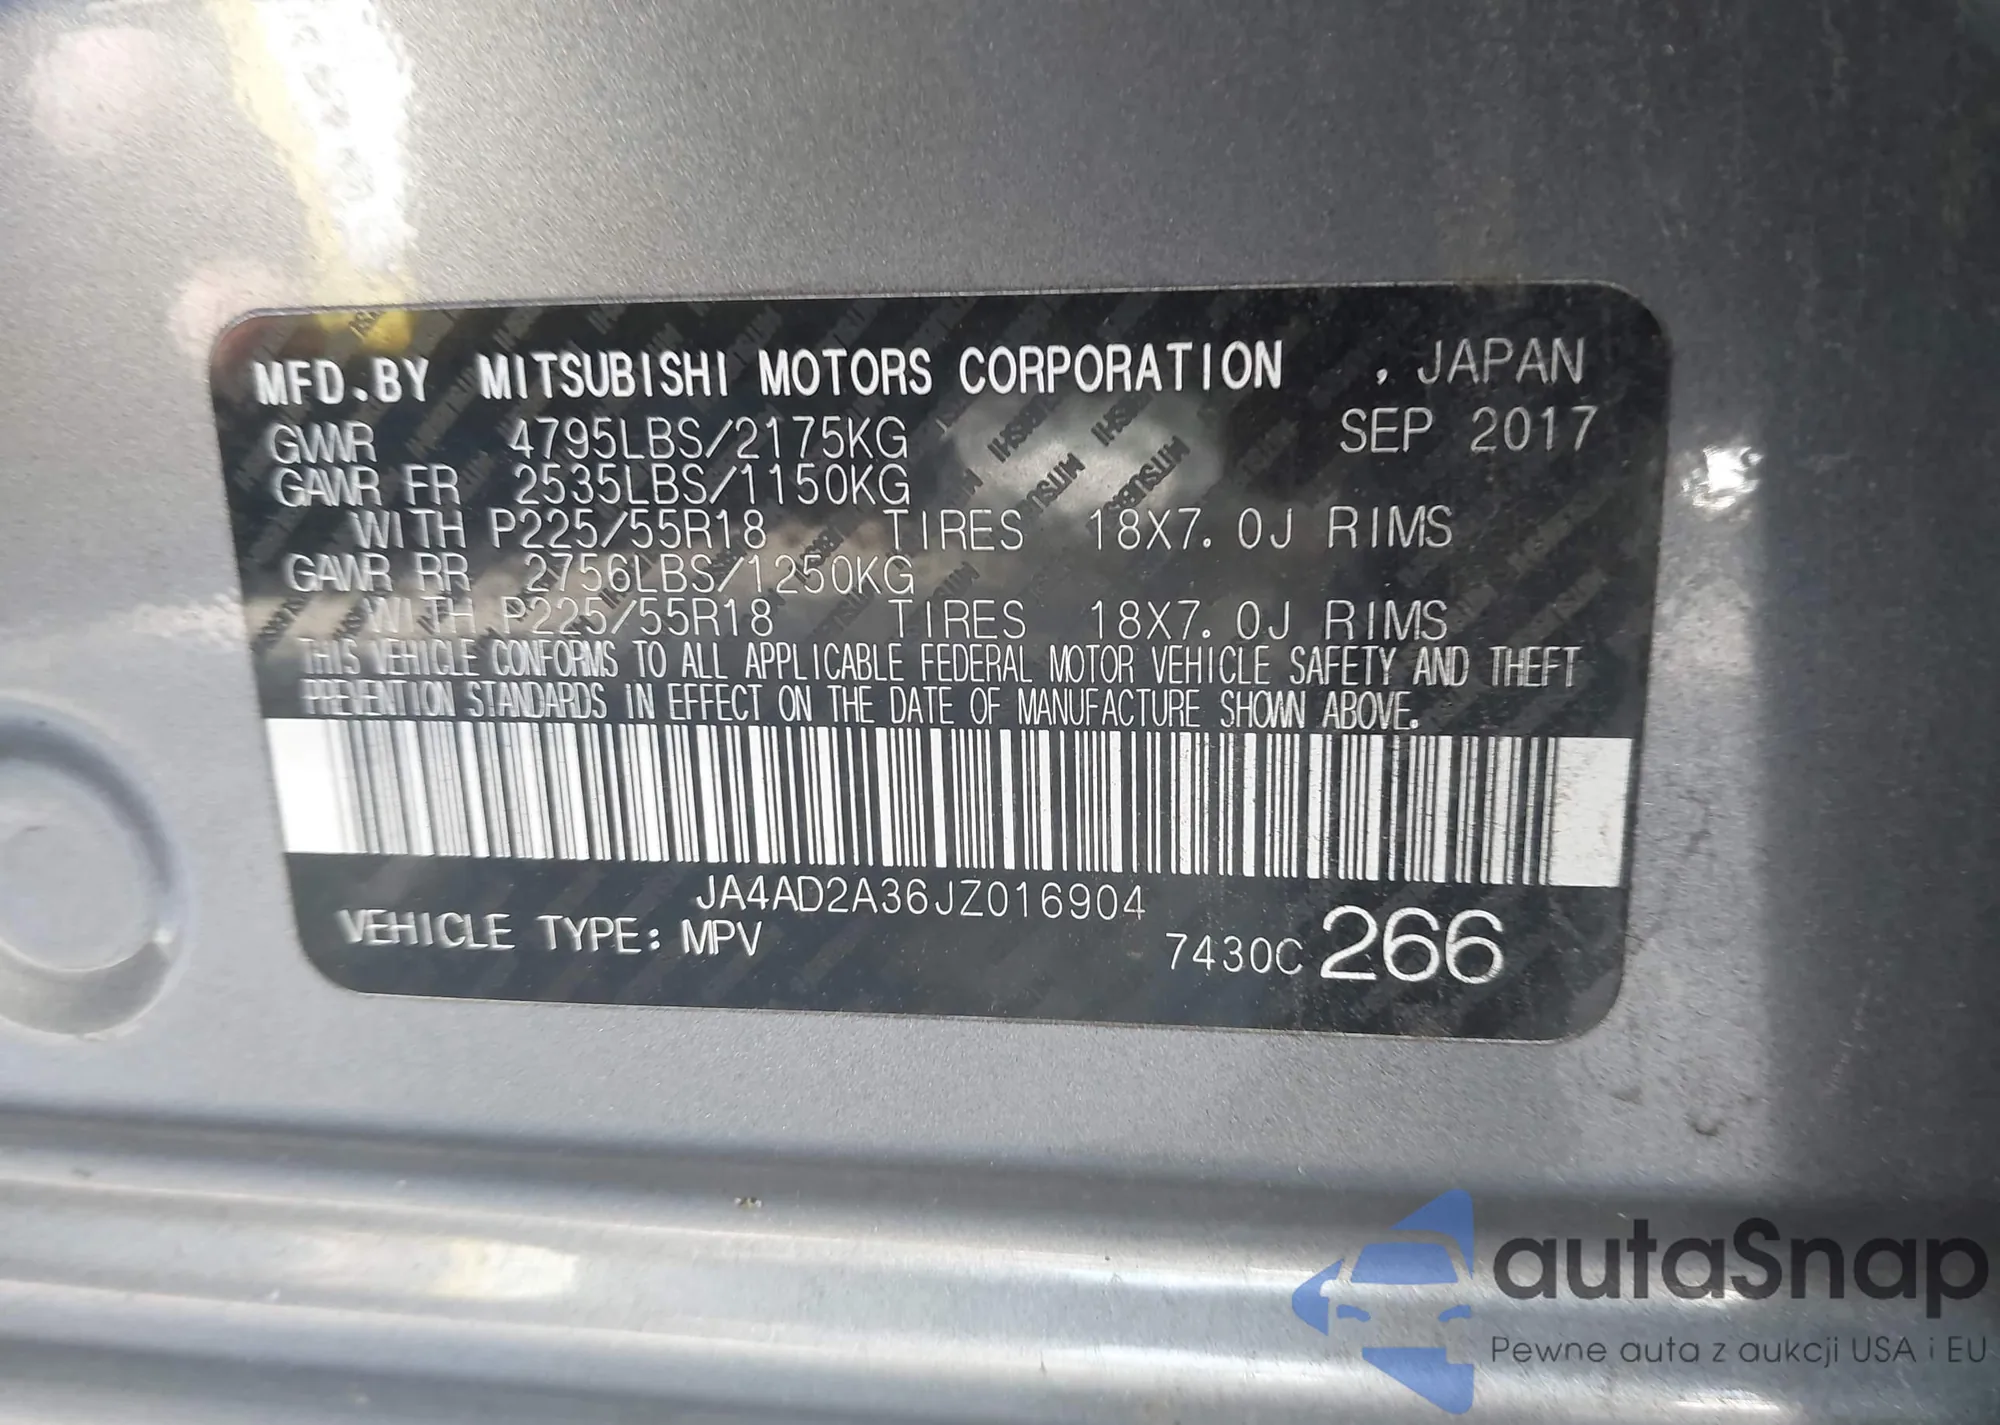 MFD.BY MITSUBISHI MOTORS CORPORATION , JAPAN
GVWR 4795LBS/2175KG SEP 2017
GAWR FR 2535LBS/1150KG
WITH P225/55R18 TIRES 18X7.0J RIMS
GAWR RR 2756LBS/1250KG
WITH P225/55R18 TIRES 18X7.0J RIMS
THIS VEHICLE CONFORMS TO ALL APPLICABLE FEDERAL MOTOR VEHICLE SAFETY AND THEFT
PREVENTION STANDARDS IN EFFECT ON THE DATE OF MANUFACTURE SHOWN ABOVE.
JA4AD2A36JZ016904
VEHICLE TYPE: MPV 7430C 266
autaSnap
Pewne auta z aukcji USA i EU